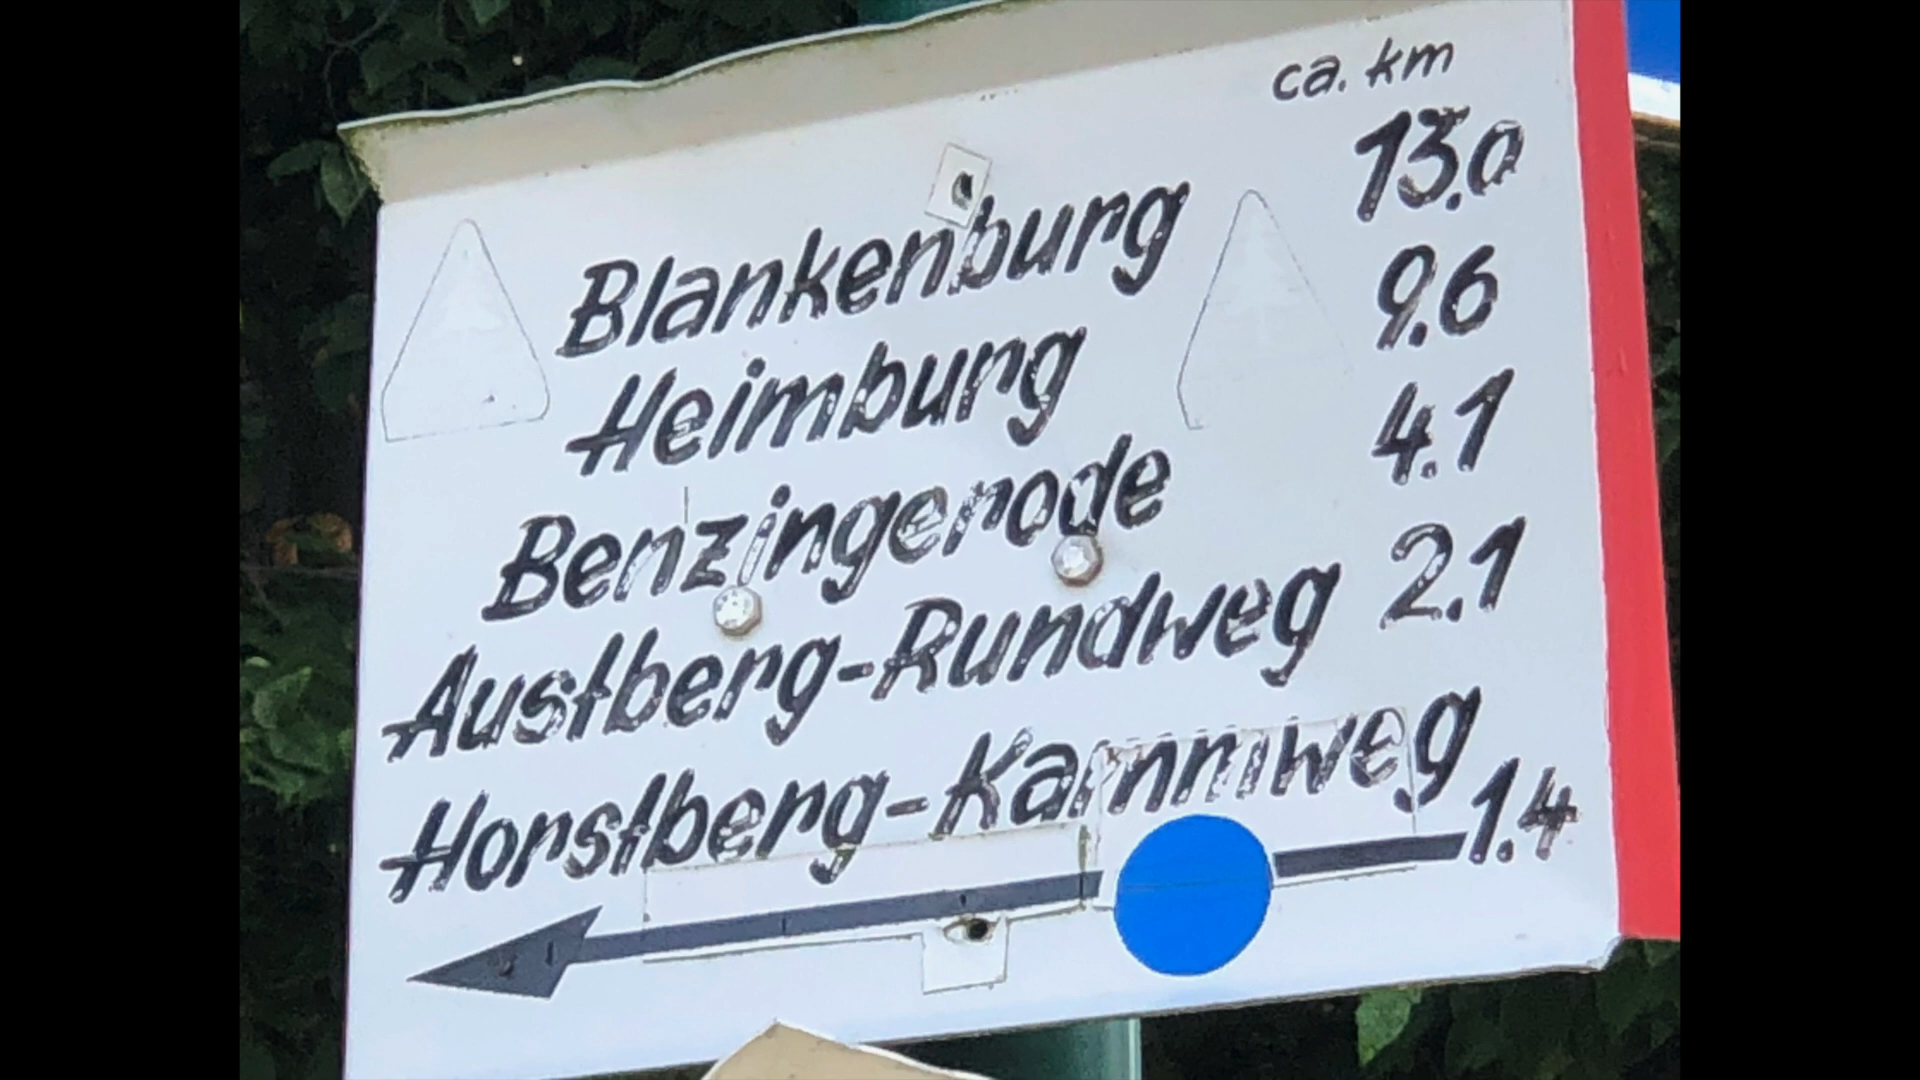 ca. km
Blankenburg 13.0
Heimburg 9.6
Benzingerode 4.1
Austberg-Rundweg 2.1
Horstberg-Kammweg 1.4